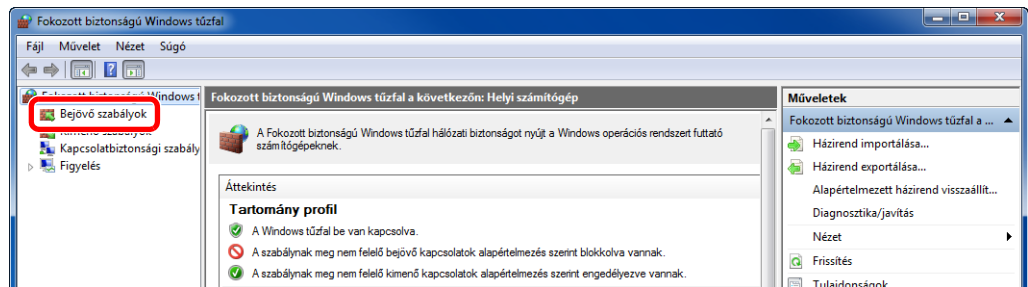 Fokozott biztonságú Windows tűzfal
Fájl Művelet Nézet Súgó
Windows
Bejövő szabályok
Kimenő szabályok
Kapcsolatbiztonsági szabály
Figyelés
Fokozott biztonságú Windows tűzfal a következőn: Helyi számítógép
A Fokozott biztonságú Windows tűzfal hálózati biztonságot nyújt a Windows operációs rendszert futtató
számítógépeknek.
Áttekintés
Tartomány profil
A Windows tűzfal be van kapcsolva.
A szabálynak meg nem felelő bejövő kapcsolatok alapértelmezés szerint blokkolva vannak.
A szabálynak meg nem felelő kimenő kapcsolatok alapértelmezés szerint engedélyezve vannak.
Műveletek
Fokozott biztonságú Windows tűzfal a ...
Házirend importálása...
Házirend exportálása...
Alapértelmezett házirend visszaállít...
Diagnosztika/javítás
Nézet
Frissítés
Tulajdonságok